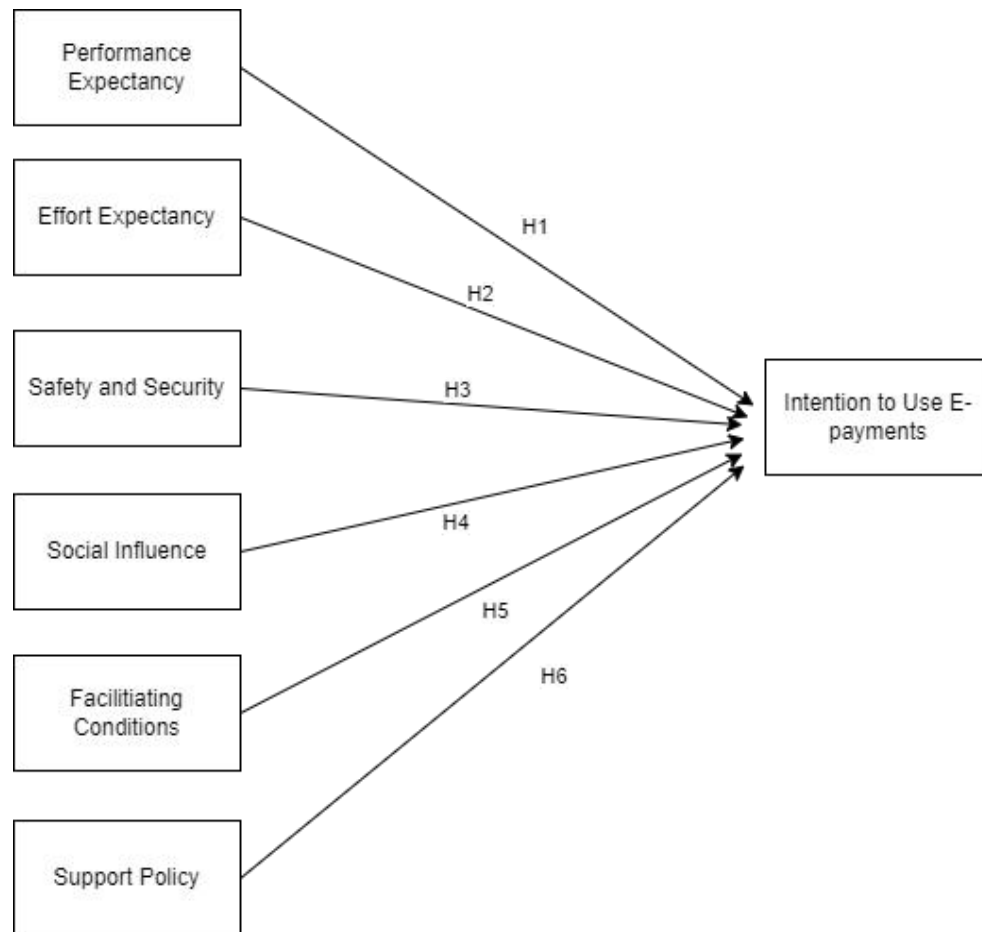 Performance
Expectancy
H1
Effort Expectancy
H2
Safety and Security
H3
Intention to Use E-
payments
Social Influence
H4
Facilitiating
Conditions
H5
H6
Support Policy